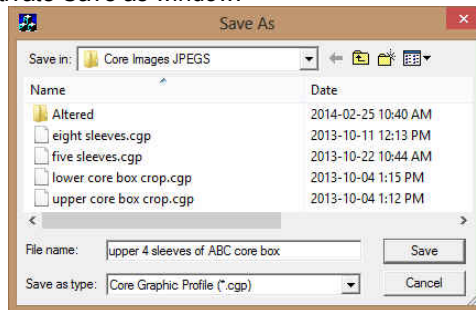 Save As
Save in: Core Images JPEGS
Name Date
Altered 2014-02-25 10:40 AM
eight sleeves.cgp 2013-10-11 12:13 PM
five sleeves.cgp 2013-10-22 10:44 AM
lower core box crop.cgp 2013-10-04 1:15 PM
upper core box crop.cgp 2013-10-04 1:12 PM
File name: upper 4 sleeves of ABC core box Save
Save as type: Core Graphic Profile (*.cgp) Cancel